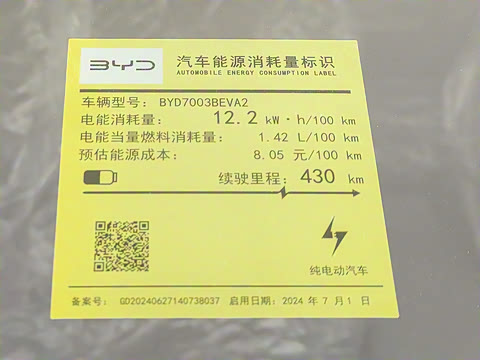 BYD
汽车能源消耗量标识
AUTOMOBILE ENERGY CONSUMPTION LABEL
车辆型号: BYD7003BEVA2
电能消耗量: 12.2 kW·h/100 km
电能当量燃料消耗量: 1.42 L/100 km
预估能源成本: 8.05 元/100 km
续驶里程: 430 km
纯电动汽车
备案号: GD20240627140738037 启用日期: 2024 年 7 月 1 日